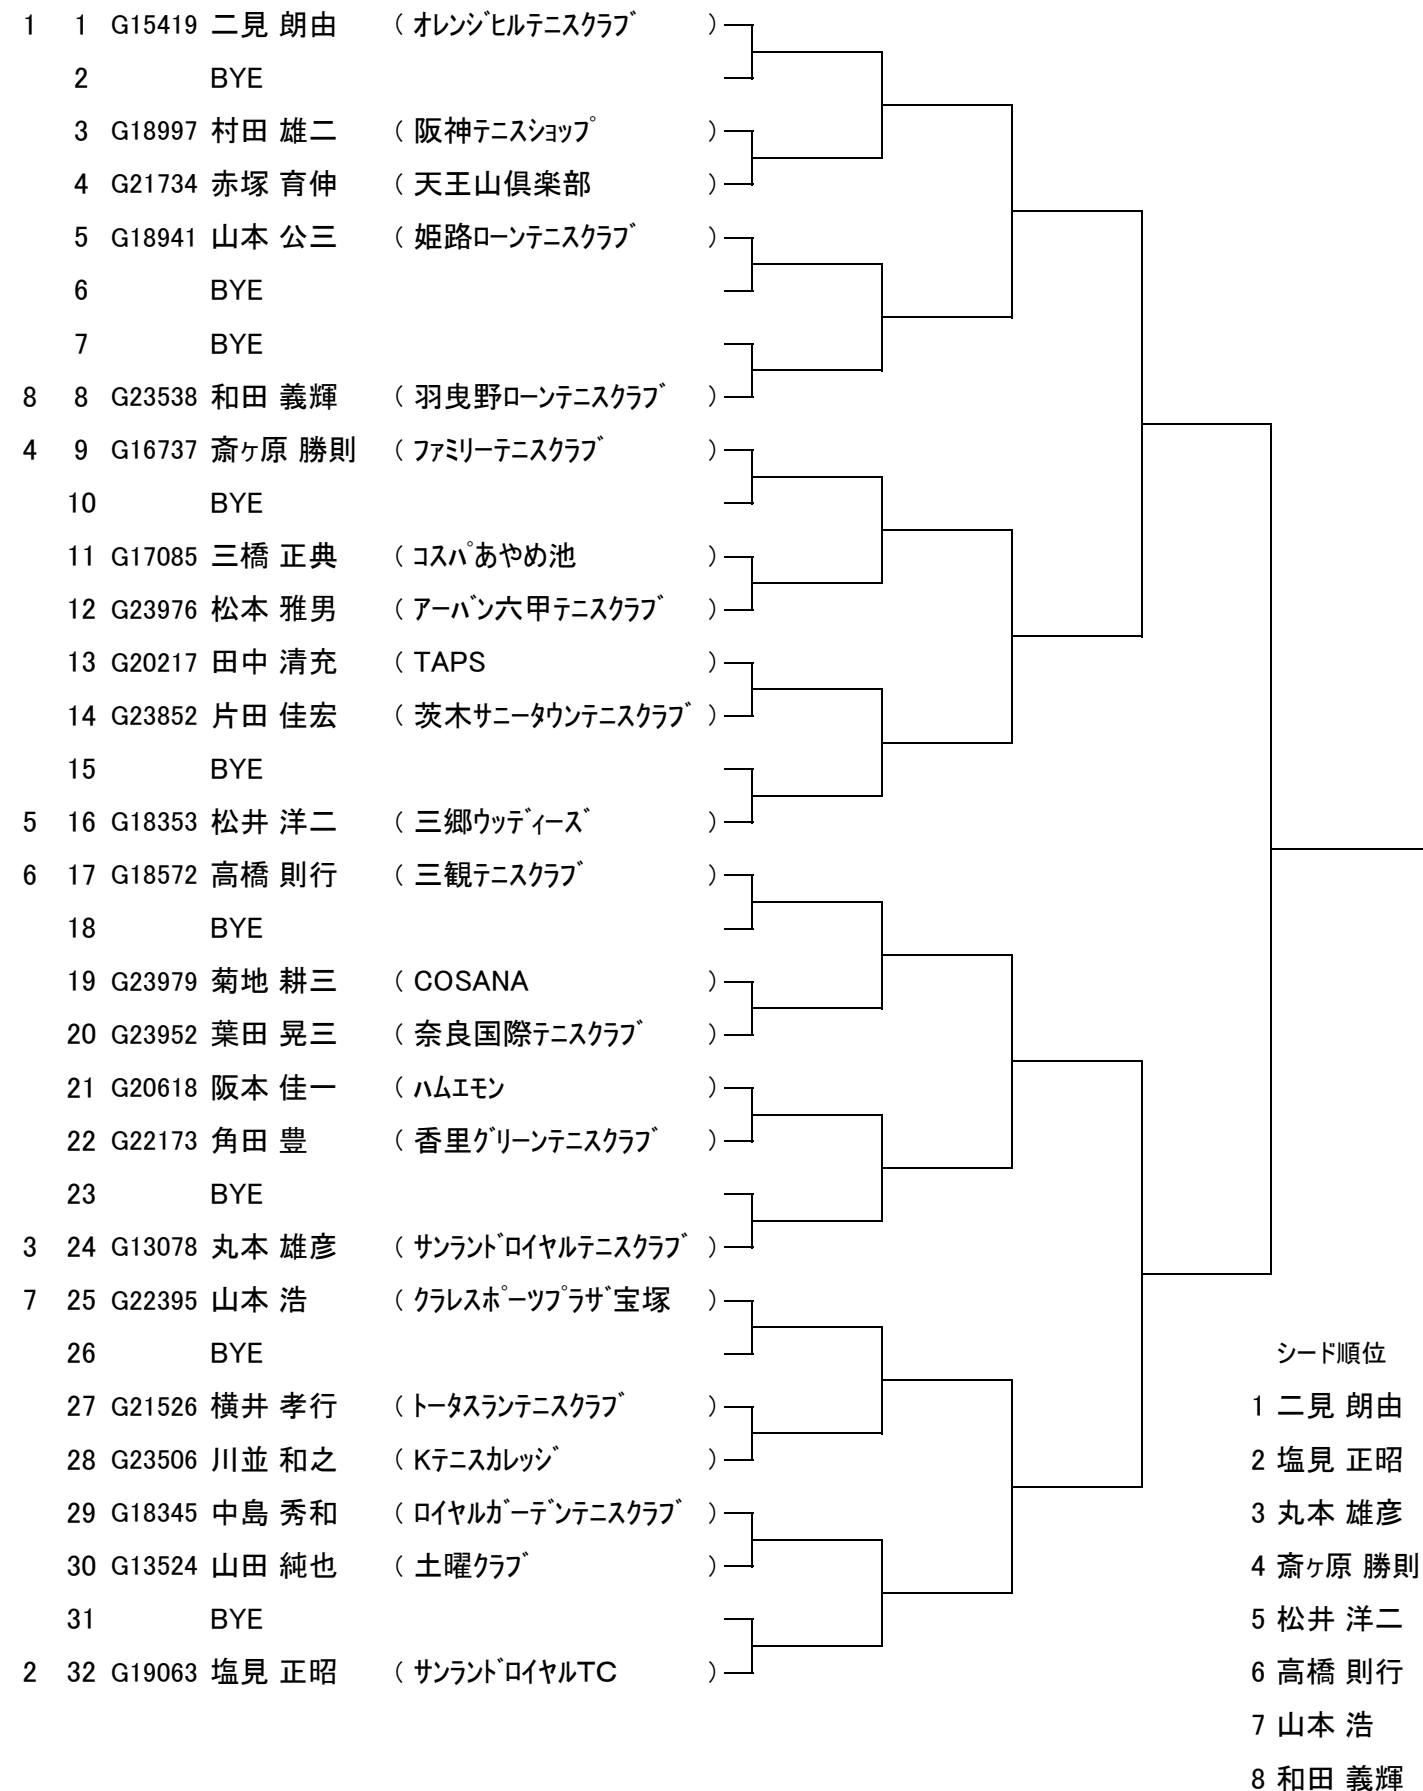 1 1 G15419 二見 朗由 ( オレンジヒルテニスクラブ )
2 BYE
3 G18997 村田 雄二 ( 阪神テニスショップ )
4 G21734 赤塚 育伸 ( 天王山倶楽部 )
5 G18941 山本 公三 ( 姫路ローンテニスクラブ )
6 BYE
7 BYE
8 8 G23538 和田 義輝 ( 羽曳野ローンテニスクラブ )
4 9 G16737 斎ヶ原 勝則 ( ファミリーテニスクラブ )
10 BYE
11 G17085 三橋 正典 ( コスパあやめ池 )
12 G23976 松本 雅男 ( アーバン六甲テニスクラブ )
13 G20217 田中 清充 ( TAPS )
14 G23852 片田 佳宏 ( 茨木サニータウンテニスクラブ )
15 BYE
5 16 G18353 松井 洋二 ( 三郷ウッディーズ )
6 17 G18572 高橋 則行 ( 三観テニスクラブ )
18 BYE
19 G23979 菊地 耕三 ( COSANA )
20 G23952 葉田 晃三 ( 奈良国際テニスクラブ )
21 G20618 阪本 佳一 ( ハムエモン )
22 G22173 角田 豊 ( 香里グリーンテニスクラブ )
23 BYE
3 24 G13078 丸本 雄彦 ( サンランドロイヤルテニスクラブ )
7 25 G22395 山本 浩 ( クラレスポーツプラザ宝塚 )
26 BYE
27 G21526 横井 孝行 ( トータスランテニスクラブ )
28 G23506 川並 和之 ( Kテニスカレッジ )
29 G18345 中島 秀和 ( ロイヤルガーデンテニスクラブ )
30 G13524 山田 純也 ( 土曜クラブ )
31 BYE
2 32 G19063 塩見 正昭 ( サンランドロイヤルTC )
シード順位
1 二見 朗由
2 塩見 正昭
3 丸本 雄彦
4 斎ヶ原 勝則
5 松井 洋二
6 高橋 則行
7 山本 浩
8 和田 義輝